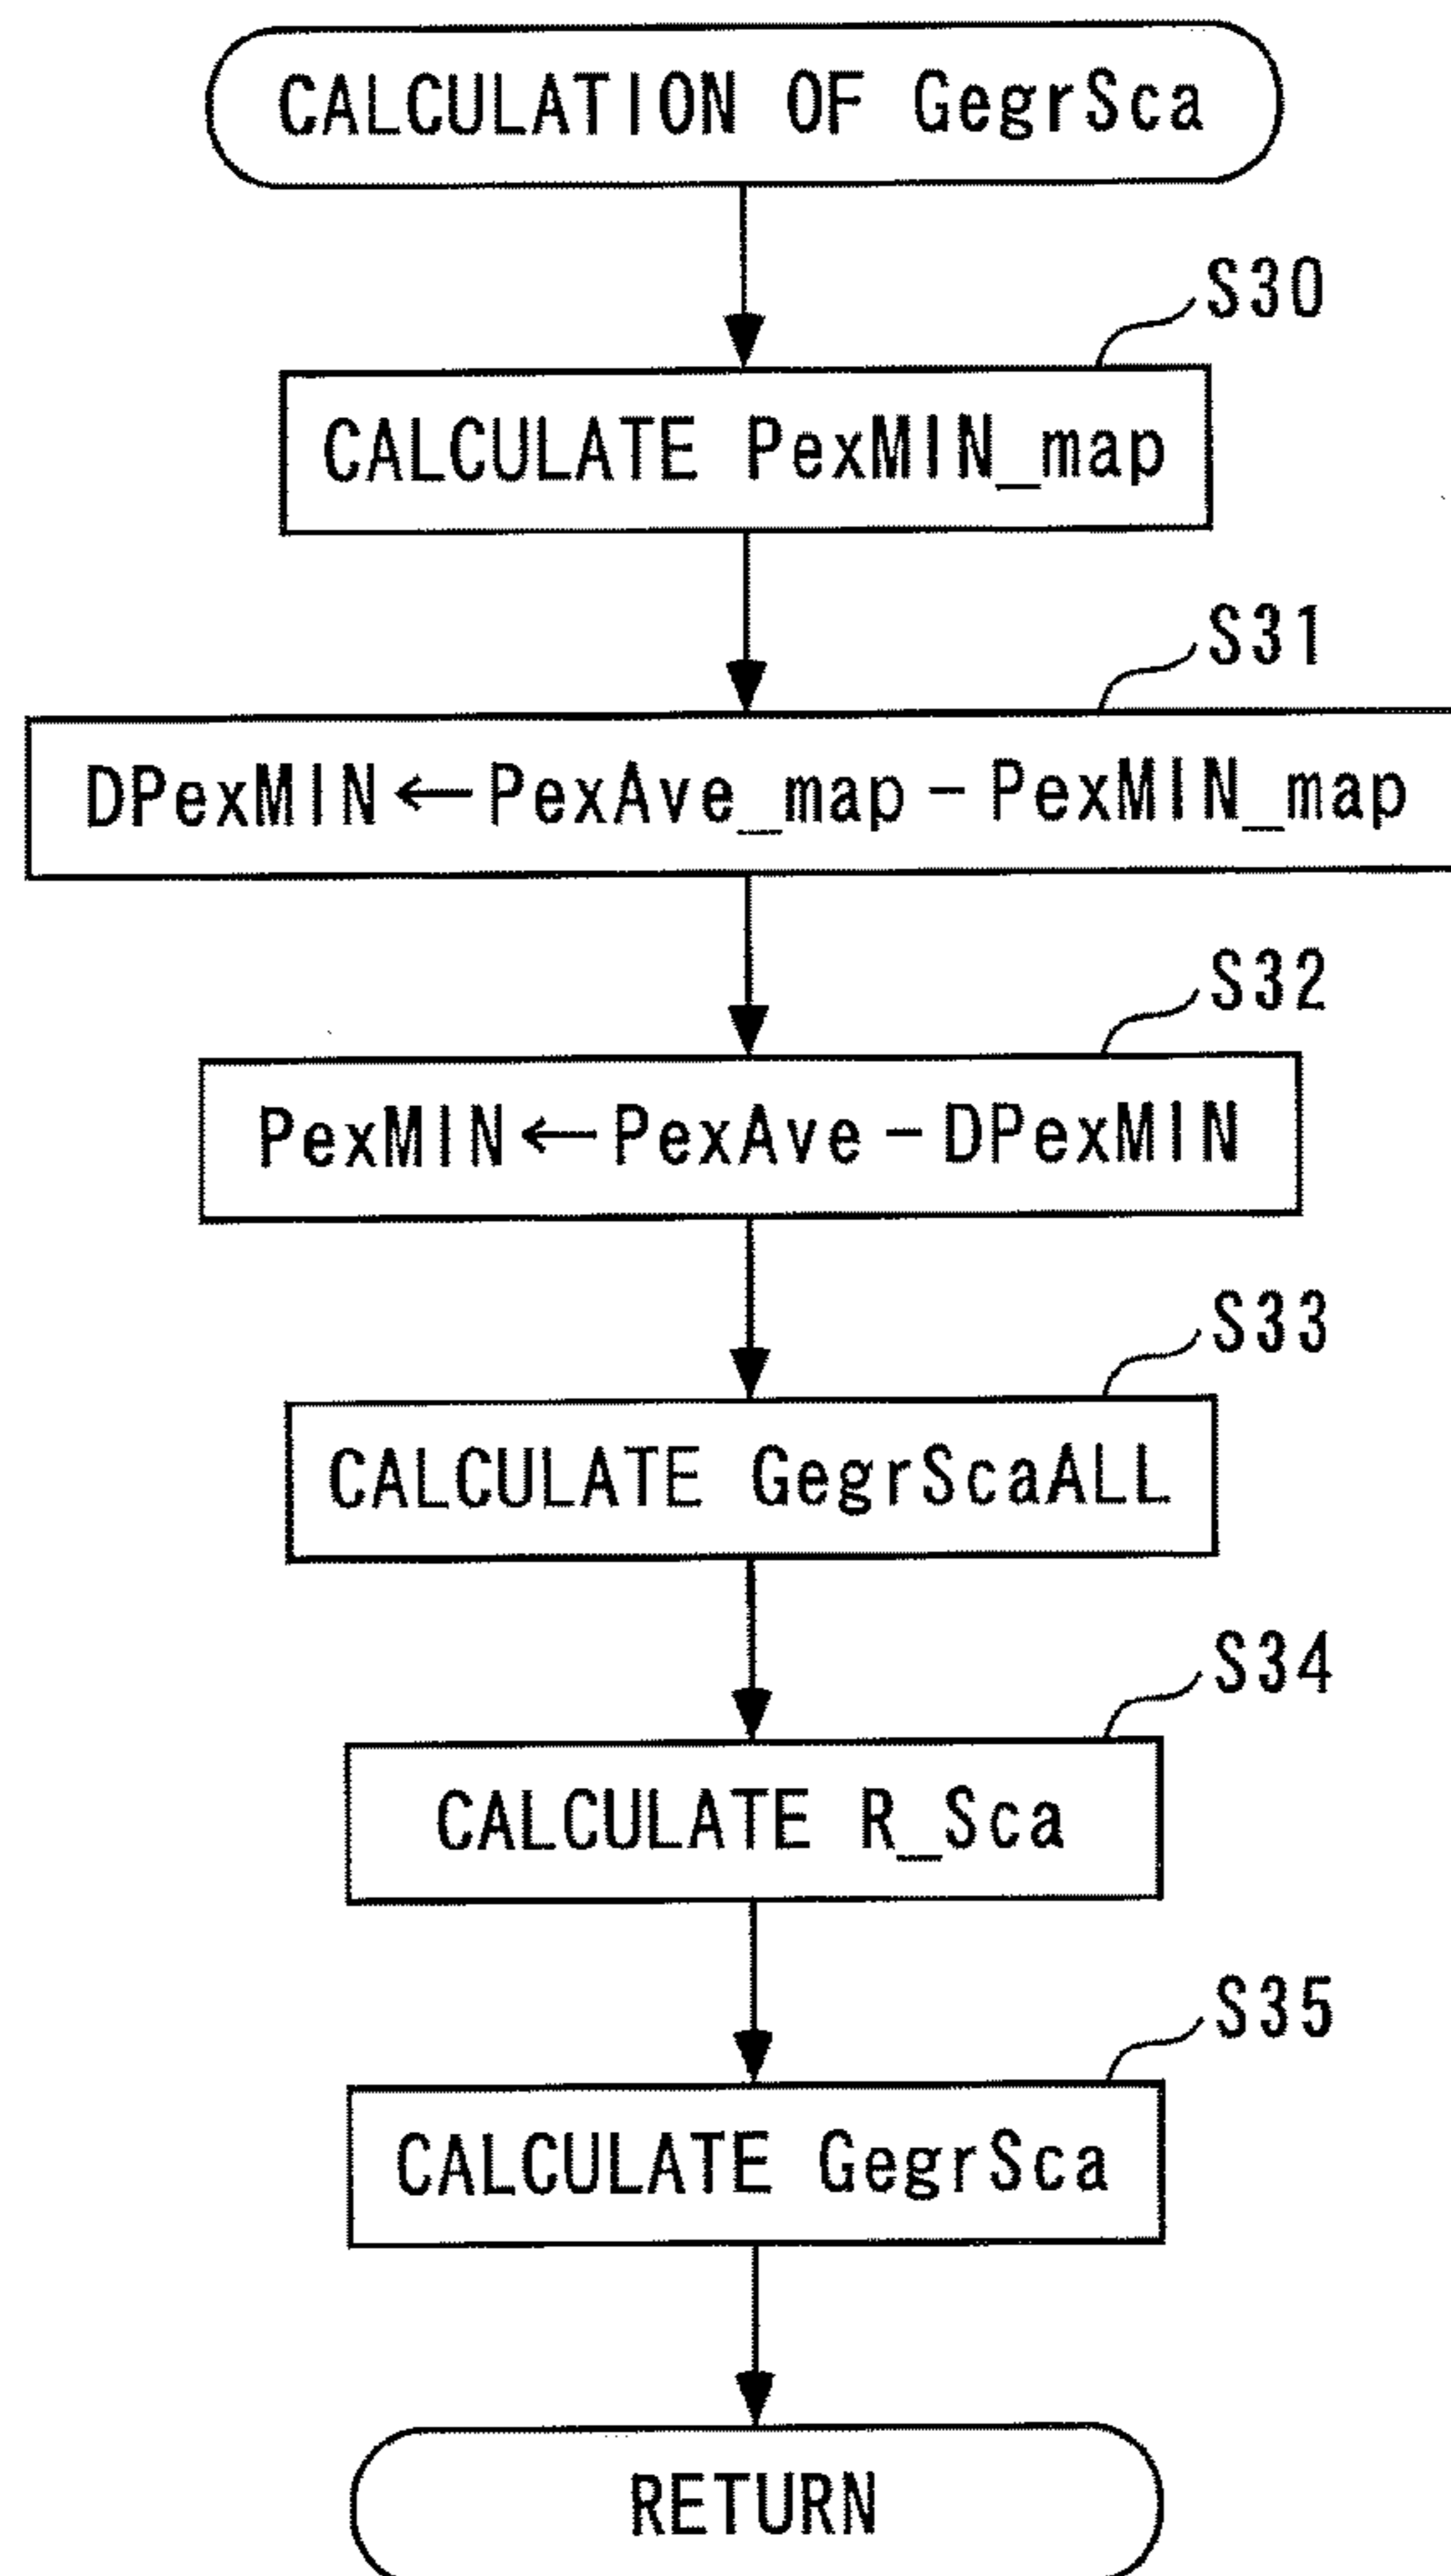 CALCULATION OF GegrSca
S30
CALCULATE PexMIN_map
S31
DPexMIN ← PexAve_map - PexMIN_map
S32
PexMIN ← PexAve - DPexMIN
S33
CALCULATE GegrScaALL
S34
CALCULATE R_Sca
S35
CALCULATE GegrSca
RETURN